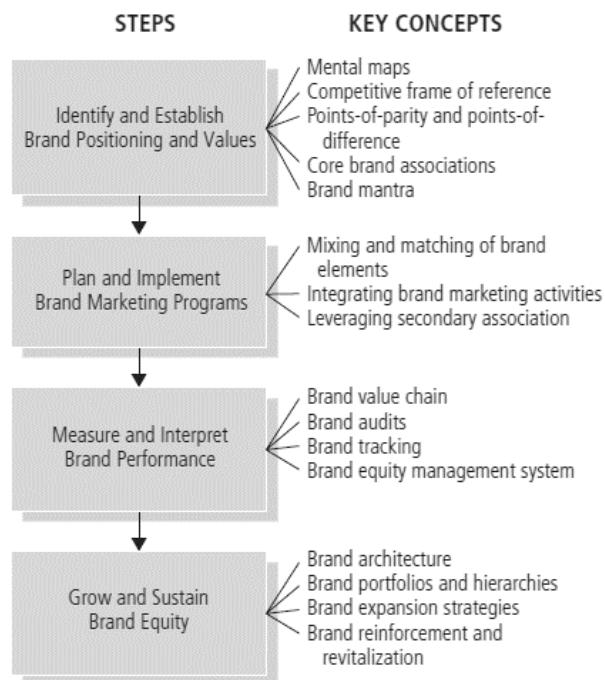 STEPS
KEY CONCEPTS
Identify and Establish
Brand Positioning and Values
Mental maps
Competitive frame of reference
Points-of-parity and points-of-
difference
Core brand associations
Brand mantra
Plan and Implement
Brand Marketing Programs
Mixing and matching of brand
elements
Integrating brand marketing activities
Leveraging secondary association
Measure and Interpret
Brand Performance
Brand value chain
Brand audits
Brand tracking
Brand equity management system
Grow and Sustain
Brand Equity
Brand architecture
Brand portfolios and hierarchies
Brand expansion strategies
Brand reinforcement and
revitalization